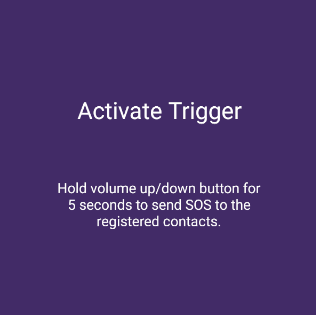 Activate Trigger
Hold volume up/down button for
5 seconds to send SOS to the
registered contacts.